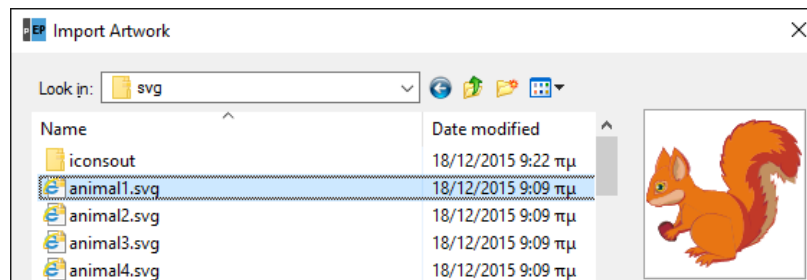 EP Import Artwork
Look in: svg
Name Date modified
iconsout 18/12/2015 9:22 πμ
animal1.svg 18/12/2015 9:09 πμ
animal2.svg 18/12/2015 9:09 πμ
animal3.svg 18/12/2015 9:09 πμ
animal4.svg 18/12/2015 9:09 πμ